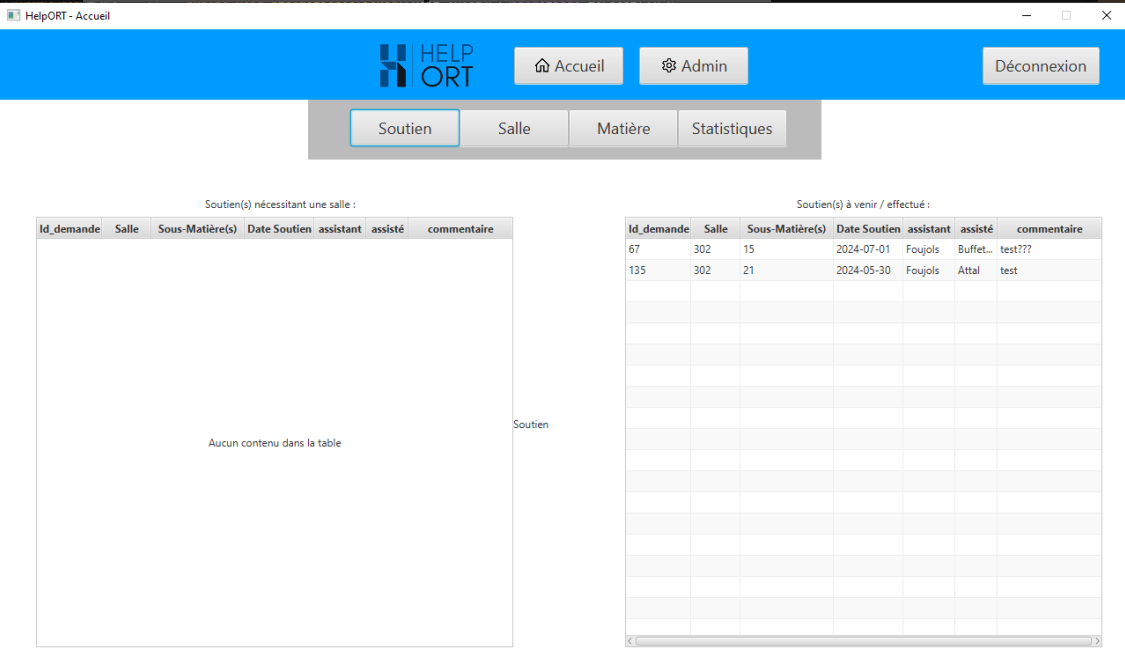 HelpORT - Accueil
HELP
ORT
Accueil
Admin
Déconnexion
Soutien
Salle
Matière
Statistiques
Soutien(s) nécessitant une salle :
Id_demande Salle Sous-Matière(s) Date Soutien assistant assisté commentaire
Aucun contenu dans la table
Soutien
Soutien(s) à venir / effectué :
Id_demande Salle Sous-Matière(s) Date Soutien assistant assisté commentaire
67 302 15 2024-07-01 Foujols Buffet... test???
135 302 21 2024-05-30 Foujols Attal test